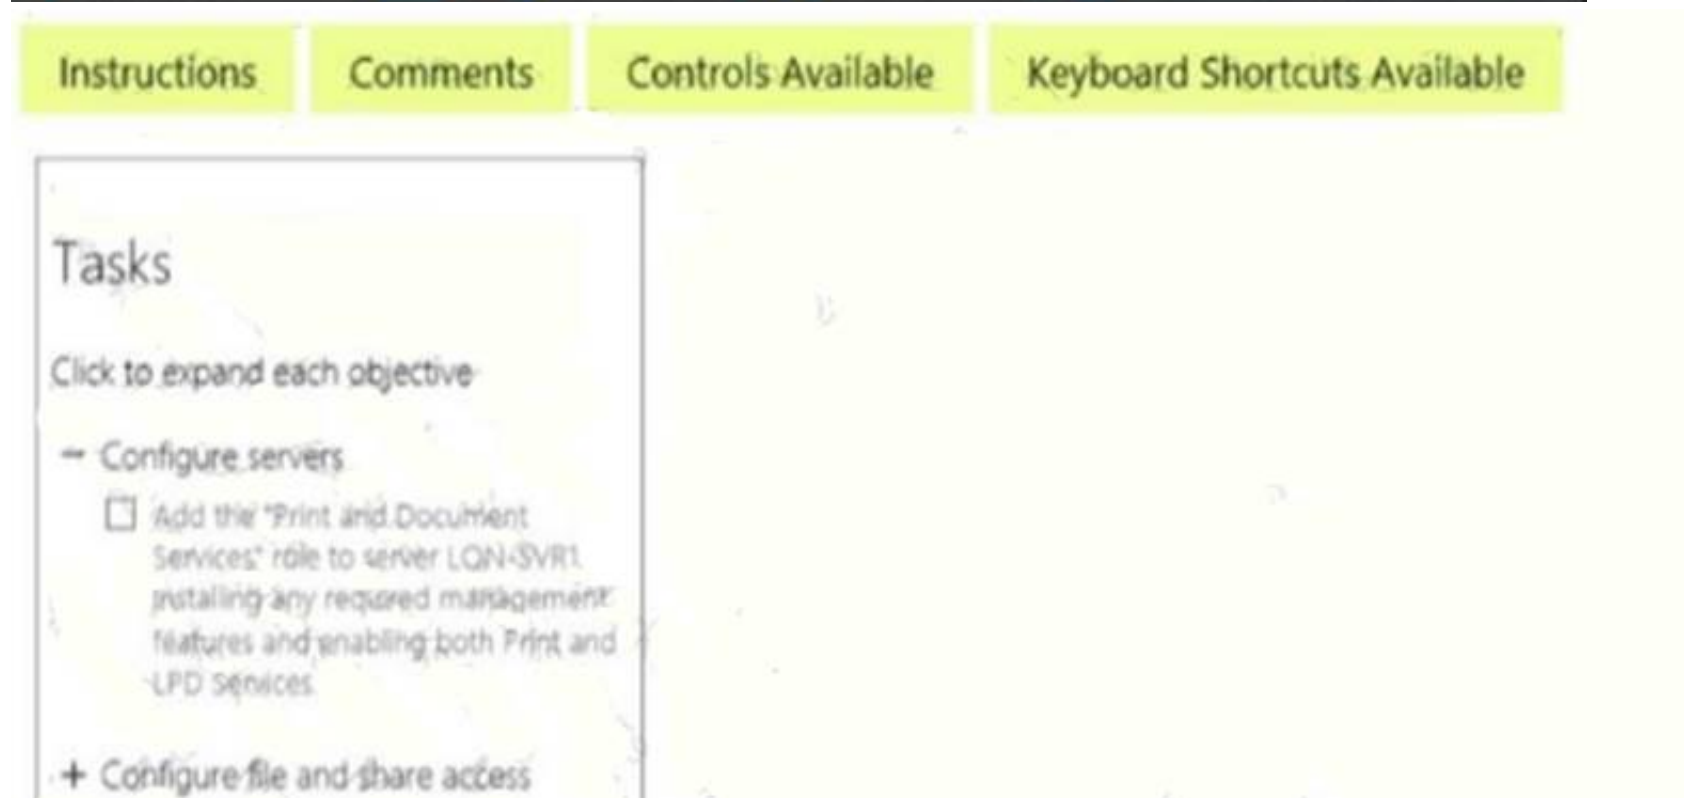 Instructions Comments Controls Available Keyboard Shortcuts Available
Tasks
Click to expand each objective
− Configure servers
Add the "Print and Document
Services" role to server LON-SVR1
installing any required management
features and enabling both Print and
LPD Services
+ Configure file and share access